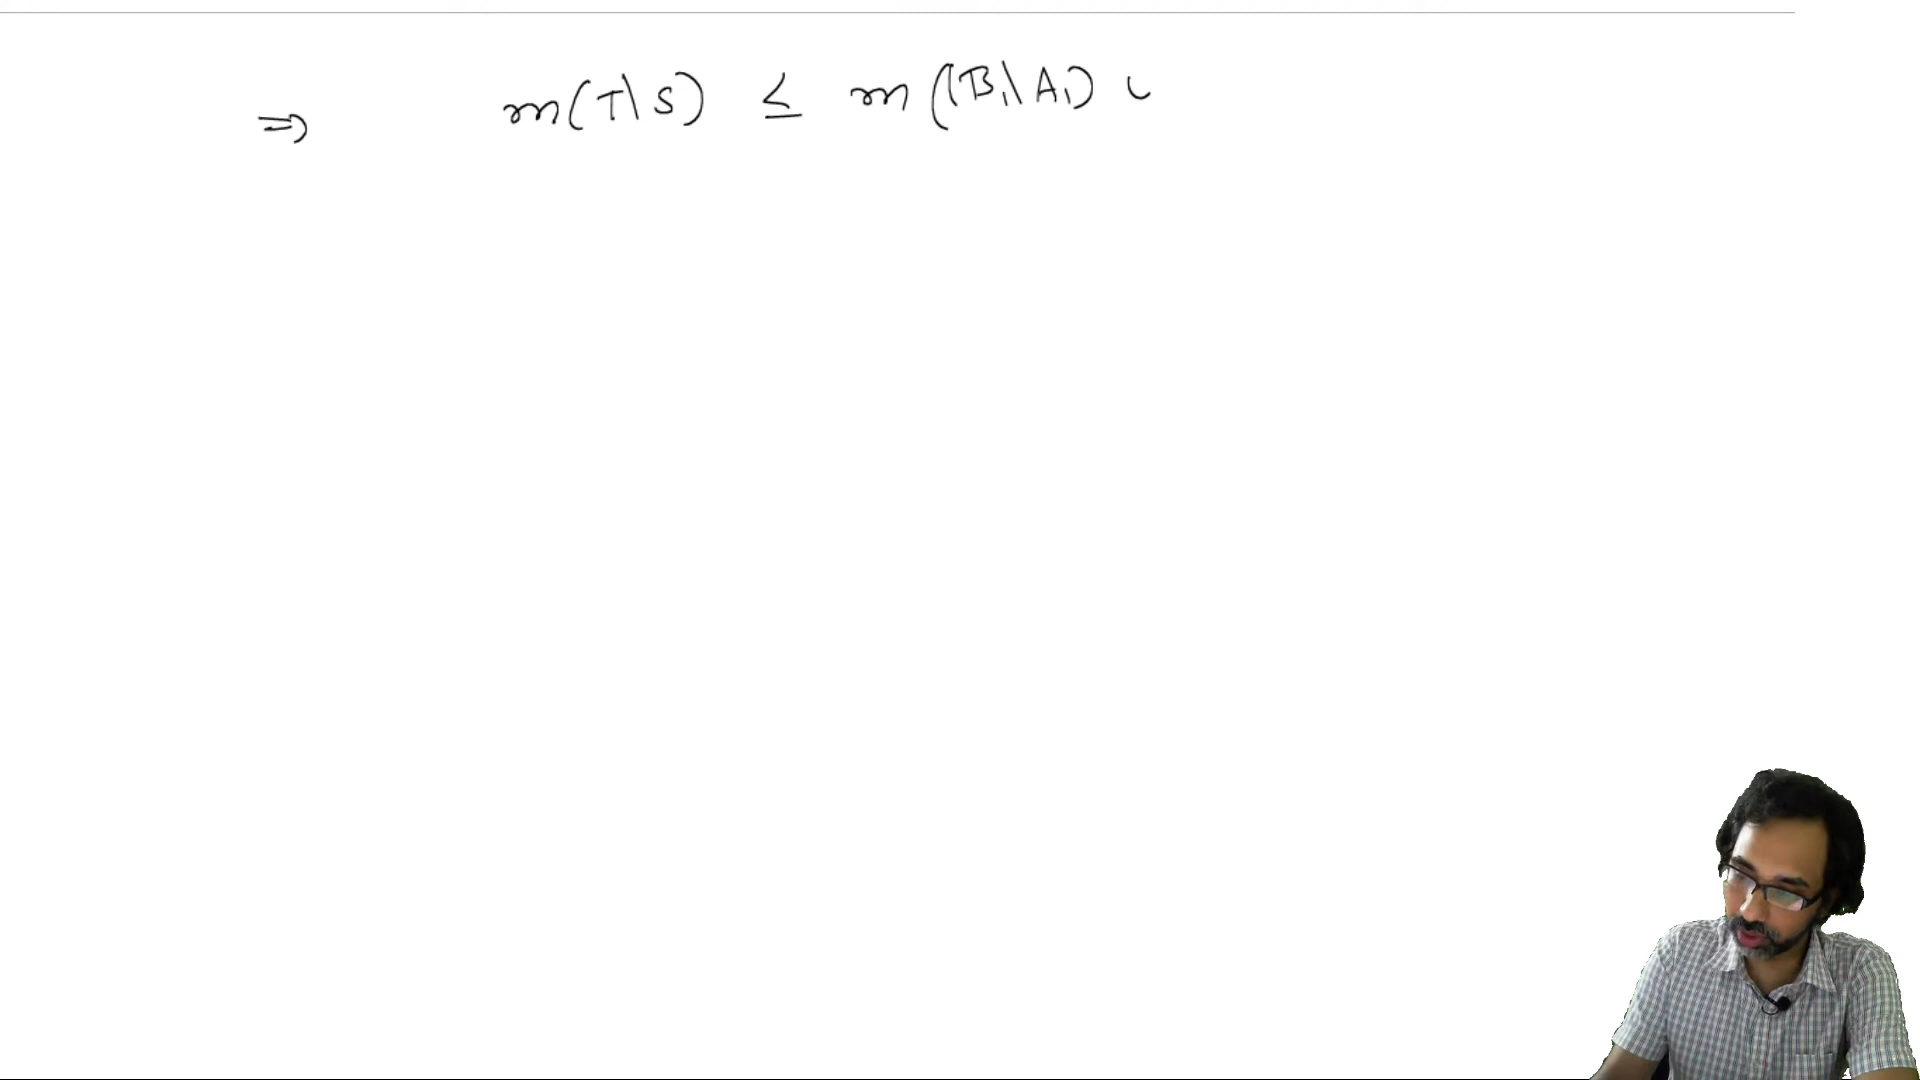 ⇒ m(T\S) ≤ m((B₁\A₁) ∪